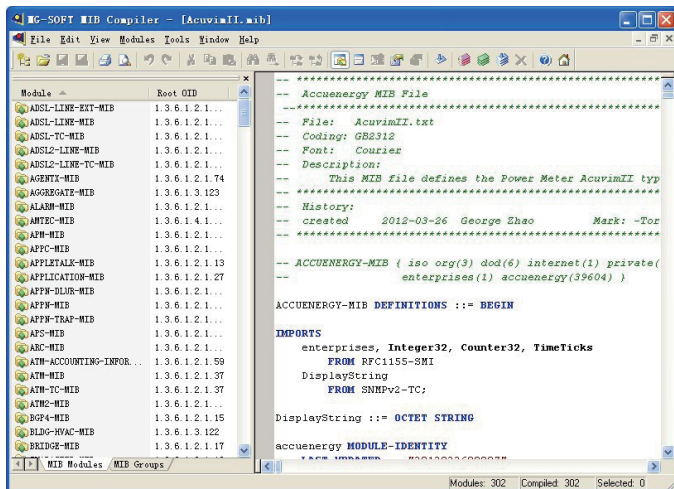 MG-SOFT MIB Compiler - [AcuvimII.mib]
File Edit View Modules Tools Window Help
Module Root OID
ADSL-LINE-EXT-MIB 1.3.6.1.2.1...
ADSL-LINE-MIB 1.3.6.1.2.1...
ADSL-TC-MIB 1.3.6.1.2.1...
ADSL2-LINE-MIB 1.3.6.1.2.1...
ADSL2-LINE-TC-MIB 1.3.6.1.2.1...
AGENTX-MIB 1.3.6.1.2.1.74
AGGREGATE-MIB 1.3.6.1.3.123
ALARM-MIB 1.3.6.1.2.1...
AMTEC-MIB 1.3.6.1.4.1...
APM-MIB 1.3.6.1.2.1...
APPC-MIB 1.3.6.1.2.1...
APPLETALK-MIB 1.3.6.1.2.1.13
APPLICATION-MIB 1.3.6.1.2.1.27
APPN-DLUR-MIB 1.3.6.1.2.1...
APPN-MIB 1.3.6.1.2.1...
APPN-TRAP-MIB 1.3.6.1.2.1...
APS-MIB 1.3.6.1.2.1...
ARC-MIB 1.3.6.1.2.1...
ATM-ACCOUNTING-INFOR... 1.3.6.1.2.1.59
ATM-MIB 1.3.6.1.2.1.37
ATM-TC-MIB 1.3.6.1.2.1.37
ATM2-MIB 1.3.6.1.2.1...
BGP4-MIB 1.3.6.1.2.1.15
BLDG-HVAC-MIB 1.3.6.1.3.122
BRIDGE-MIB 1.3.6.1.2.1.17
MIB Modules MIB Groups
-- ******************************************************
-- Accuenergy MIB File
--******************************************************
-- File: AcuvimII.txt
-- Coding: GB2312
-- Font: Courier
-- Description:
-- This MIB file defines the Power Meter AcuvimII typ
-- ******************************************************
-- History:
-- created 2012-03-26 George Zhao Mark: -Tor
-- ******************************************************
-- ACCUENERGY-MIB { iso org(3) dod(6) internet(1) private(
-- enterprises(1) accuenergy(39604) }
ACCUENERGY-MIB DEFINITIONS ::= BEGIN
IMPORTS
enterprises, Integer32, Counter32, TimeTicks
FROM RFC1155-SMI
DisplayString
FROM SNMPv2-TC;
DisplayString ::= OCTET STRING
accuenergy MODULE-IDENTITY
Modules: 302 Compiled: 302 Selected: 0